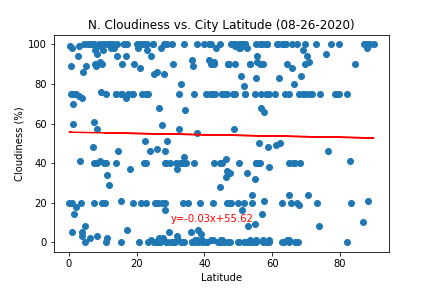 N. Cloudiness vs. City Latitude (08-26-2020)
100
80
60
40
20
0
Cloudiness (%)
y=-0.03x+55.62
0 20 40 60 80
Latitude